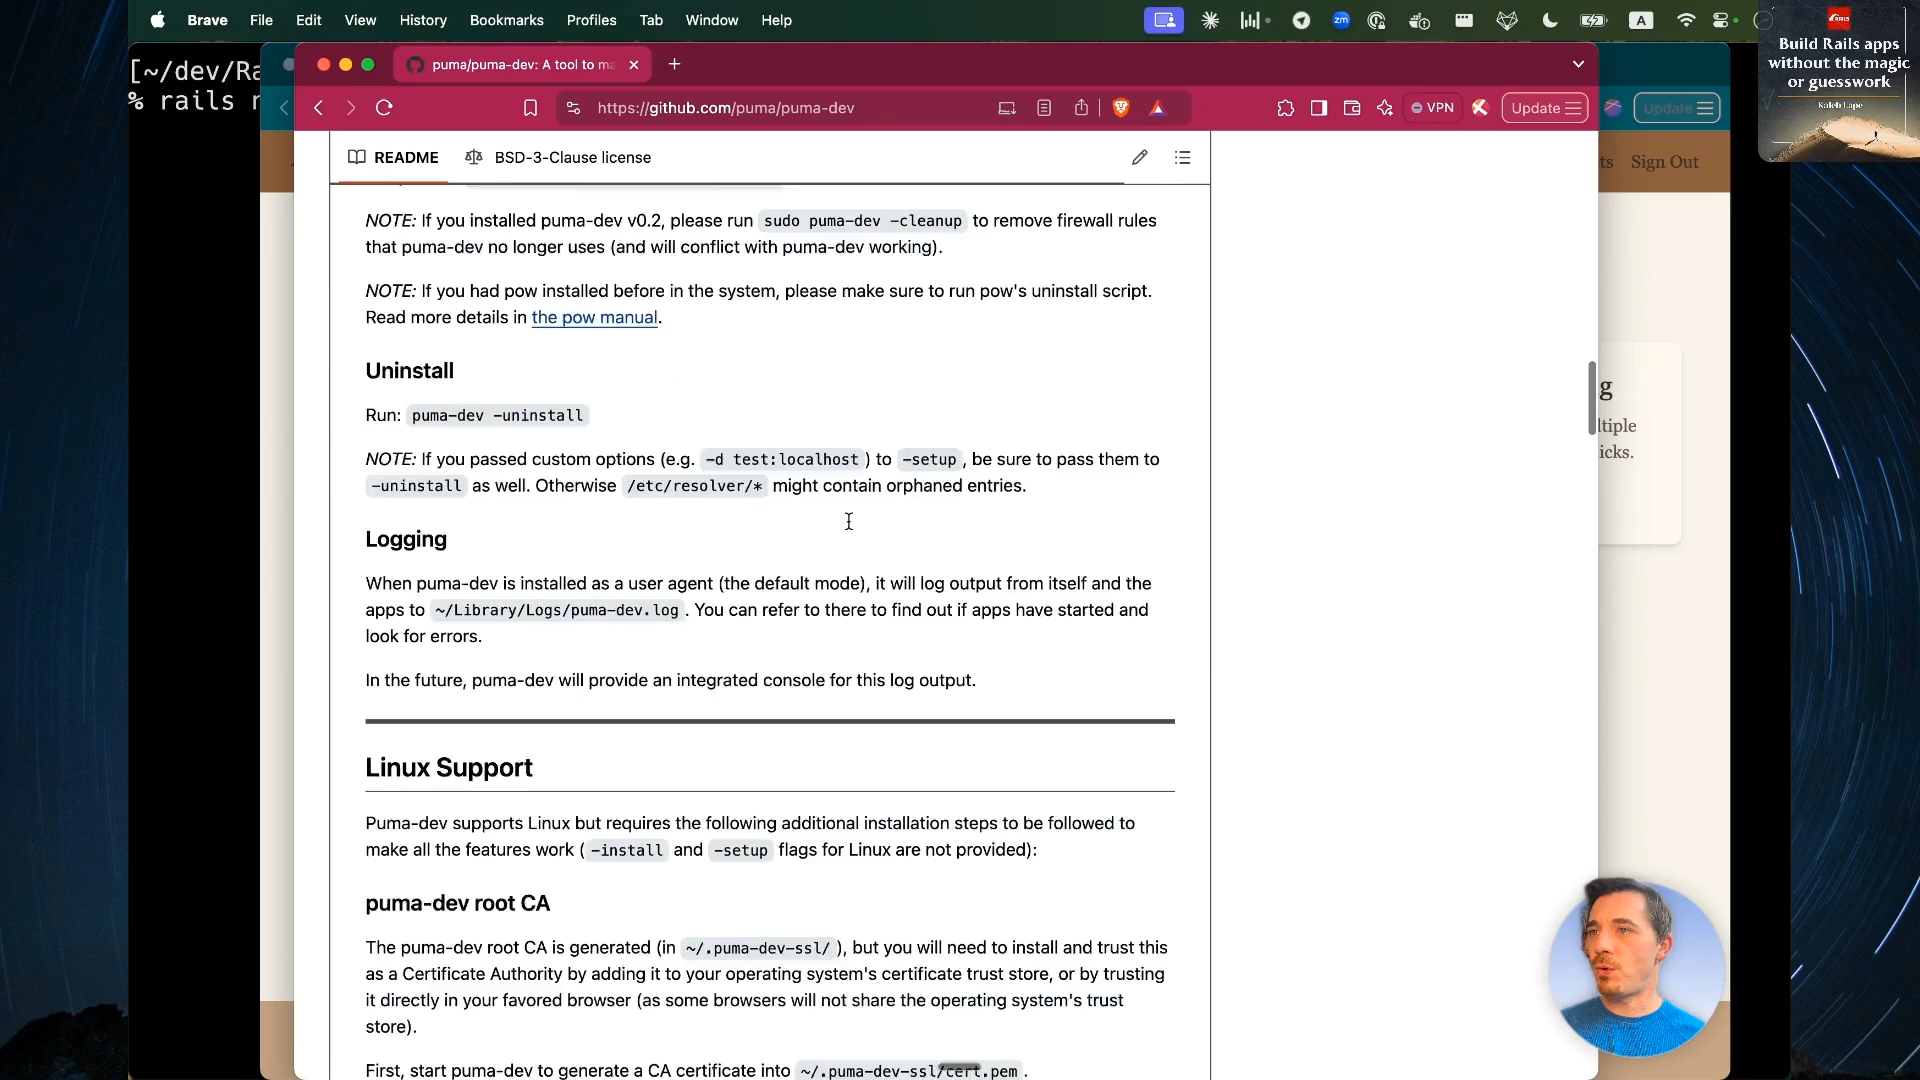 Brave File Edit View History Bookmarks Profiles Tab Window Help
zm
A
RAILS
Build Rails apps
without the magic
or guesswork
Kaleb Lape
[~/dev/Ra
% rails r
puma/puma-dev: A tool to ma
https://github.com/puma/puma-dev
VPN
Update
Update
README
BSD-3-Clause license
ts Sign Out
NOTE: If you installed puma-dev v0.2, please run sudo puma-dev -cleanup to remove firewall rules
that puma-dev no longer uses (and will conflict with puma-dev working).
NOTE: If you had pow installed before in the system, please make sure to run pow's uninstall script.
Read more details in the pow manual.
Uninstall
Run: puma-dev -uninstall
NOTE: If you passed custom options (e.g. -d test:localhost ) to -setup , be sure to pass them to
-uninstall as well. Otherwise /etc/resolver/* might contain orphaned entries.
g
ltiple
icks.
Logging
When puma-dev is installed as a user agent (the default mode), it will log output from itself and the
apps to ~/Library/Logs/puma-dev.log . You can refer to there to find out if apps have started and
look for errors.
In the future, puma-dev will provide an integrated console for this log output.
Linux Support
Puma-dev supports Linux but requires the following additional installation steps to be followed to
make all the features work ( -install and -setup flags for Linux are not provided):
puma-dev root CA
The puma-dev root CA is generated (in ~/.puma-dev-ssl/ ), but you will need to install and trust this
as a Certificate Authority by adding it to your operating system's certificate trust store, or by trusting
it directly in your favored browser (as some browsers will not share the operating system's trust
store).
First, start puma-dev to generate a CA certificate into ~/.puma-dev-ssl/cert.pem .